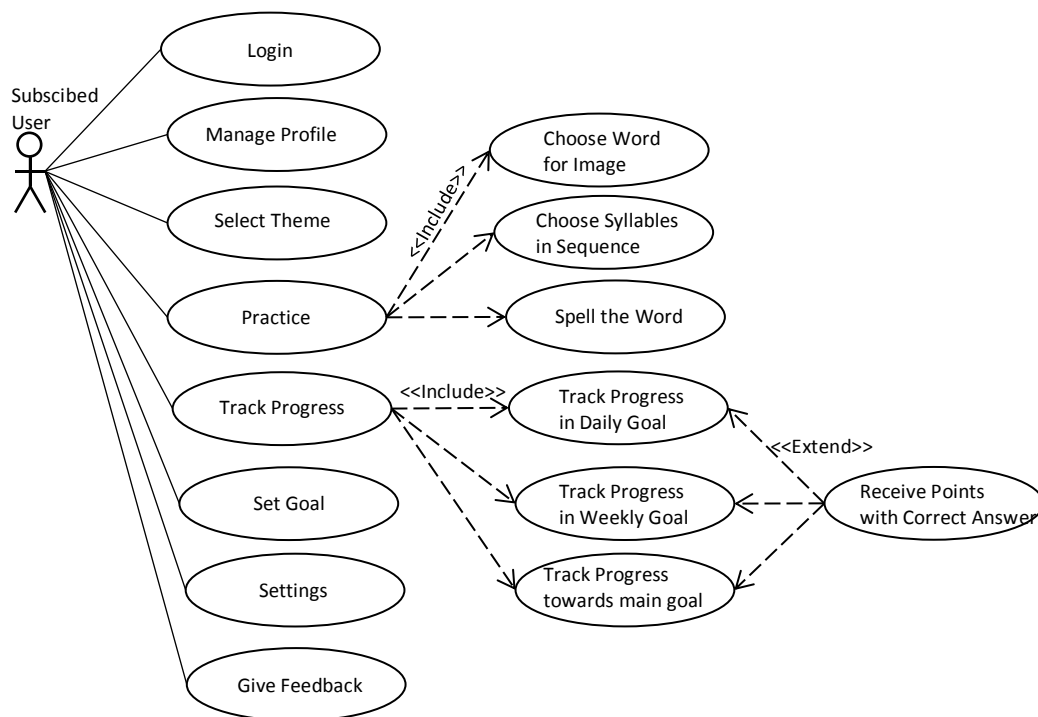 Login
Subscibed
User
Manage Profile
Choose Word
for Image
<<Include>>
Select Theme
Choose Syllables
in Sequence
Practice
Spell the Word
<<Include>>
Track Progress
Track Progress
in Daily Goal
<<Extend>>
Set Goal
Track Progress
in Weekly Goal
Receive Points
with Correct Answer
Settings
Track Progress
towards main goal
Give Feedback